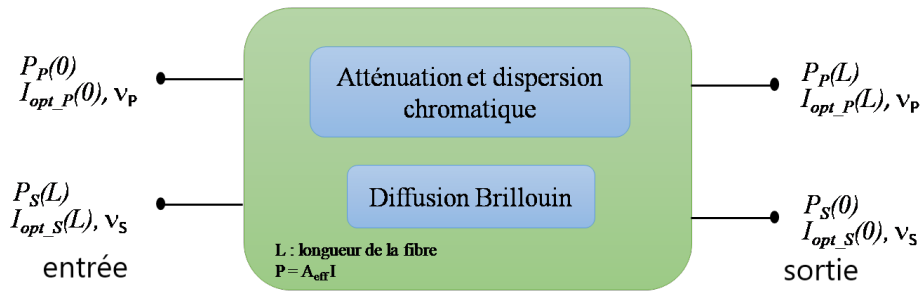 P_P(0)
I_opt_P(0), ν_P
P_S(L)
I_opt_S(L), ν_S
entrée
Atténuation et dispersion
chromatique
Diffusion Brillouin
L : longueur de la fibre
P = A_eff I
P_P(L)
I_opt_P(L), ν_P
P_S(0)
I_opt_S(0), ν_S
sortie